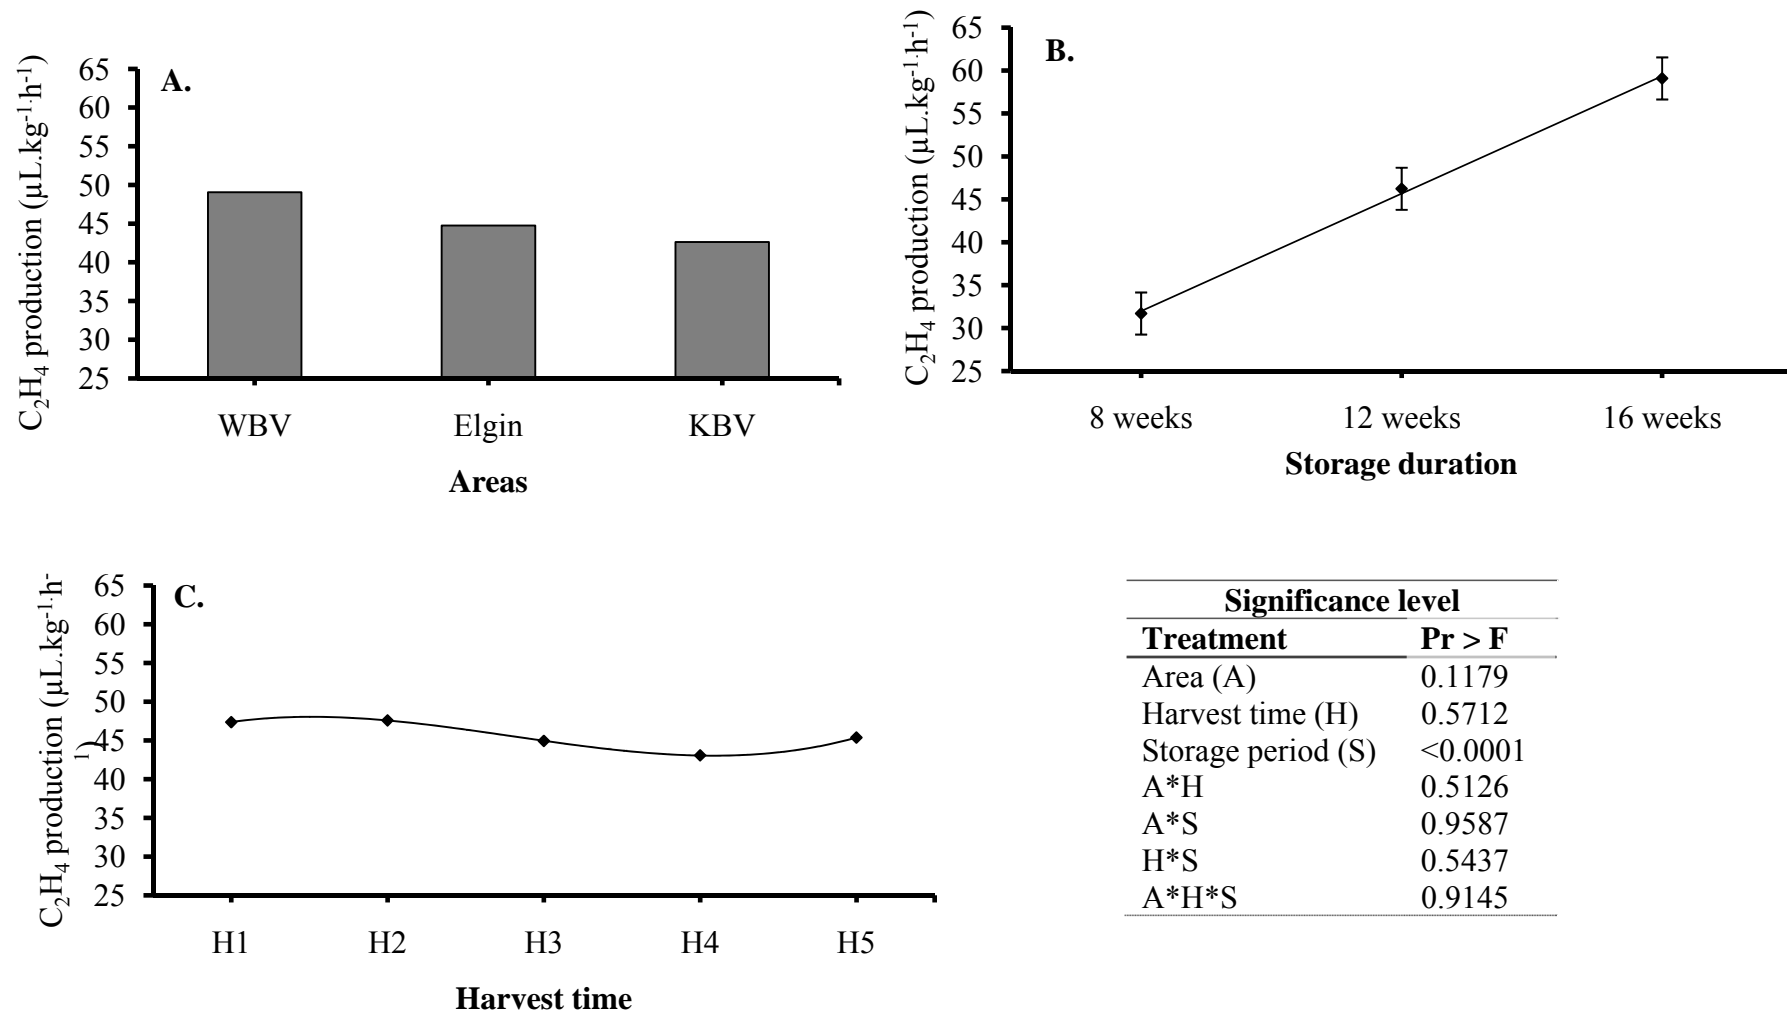 A.
C₂H₄ production (µL.kg⁻¹·h⁻¹)
65
60
55
50
45
40
35
30
25
WBV Elgin KBV
Areas
B.
C₂H₄ production (µL.kg⁻¹·h⁻¹)
65
60
55
50
45
40
35
30
25
8 weeks 12 weeks 16 weeks
Storage duration
C.
C₂H₄ production (µL.kg⁻¹·h⁻
¹)
65
60
55
50
45
40
35
30
25
H1 H2 H3 H4 H5
Harvest time
Significance level
Treatment Pr > F
Area (A) 0.1179
Harvest time (H) 0.5712
Storage period (S) <0.0001
A*H 0.5126
A*S 0.9587
H*S 0.5437
A*H*S 0.9145